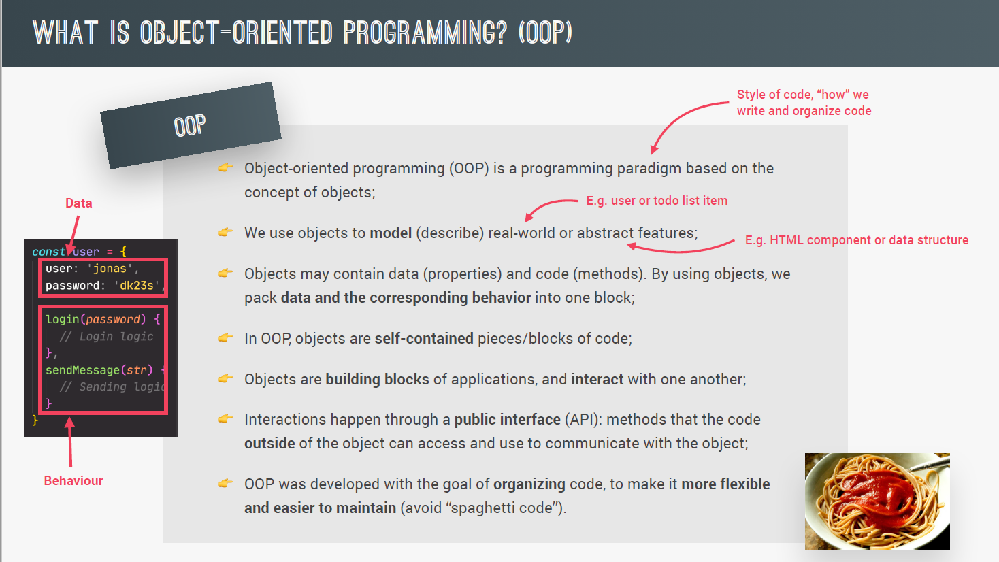 WHAT IS OBJECT-ORIENTED PROGRAMMING? (OOP)
OOP
Style of code, “how” we
write and organize code
Object-oriented programming (OOP) is a programming paradigm based on the
concept of objects;
E.g. user or todo list item
We use objects to model (describe) real-world or abstract features;
E.g. HTML component or data structure
Objects may contain data (properties) and code (methods). By using objects, we
pack data and the corresponding behavior into one block;
In OOP, objects are self-contained pieces/blocks of code;
Objects are building blocks of applications, and interact with one another;
Interactions happen through a public interface (API): methods that the code
outside of the object can access and use to communicate with the object;
OOP was developed with the goal of organizing code, to make it more flexible
and easier to maintain (avoid “spaghetti code”).
Data
const user = {
user: 'jonas',
password: 'dk23s',
login(password) {
// Login logic
},
sendMessage(str) {
// Sending logic
}
}
Behaviour